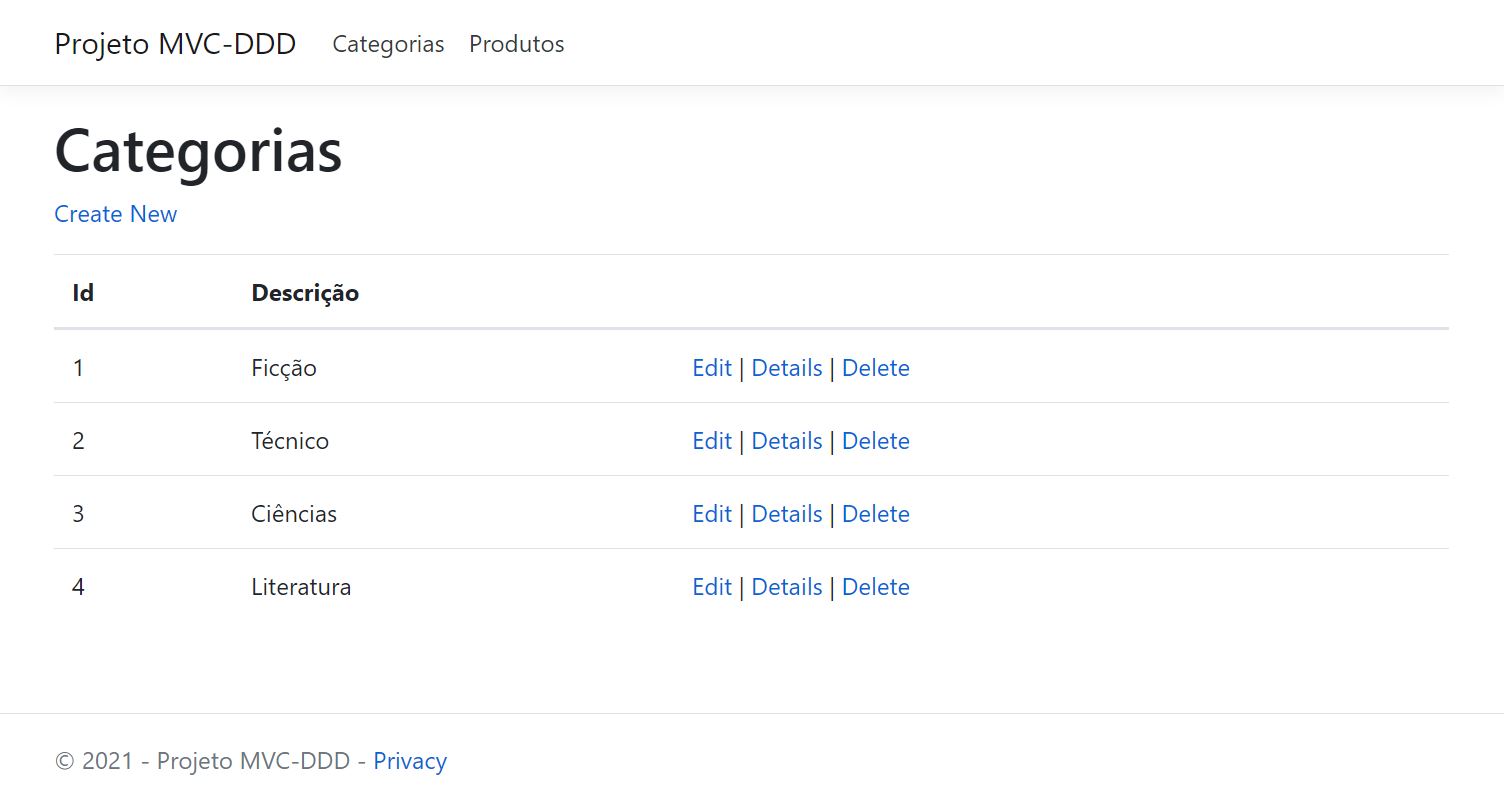 Projeto MVC-DDD Categorias Produtos
Categorias
Create New
Id Descrição
1 Ficção Edit | Details | Delete
2 Técnico Edit | Details | Delete
3 Ciências Edit | Details | Delete
4 Literatura Edit | Details | Delete
© 2021 - Projeto MVC-DDD - Privacy